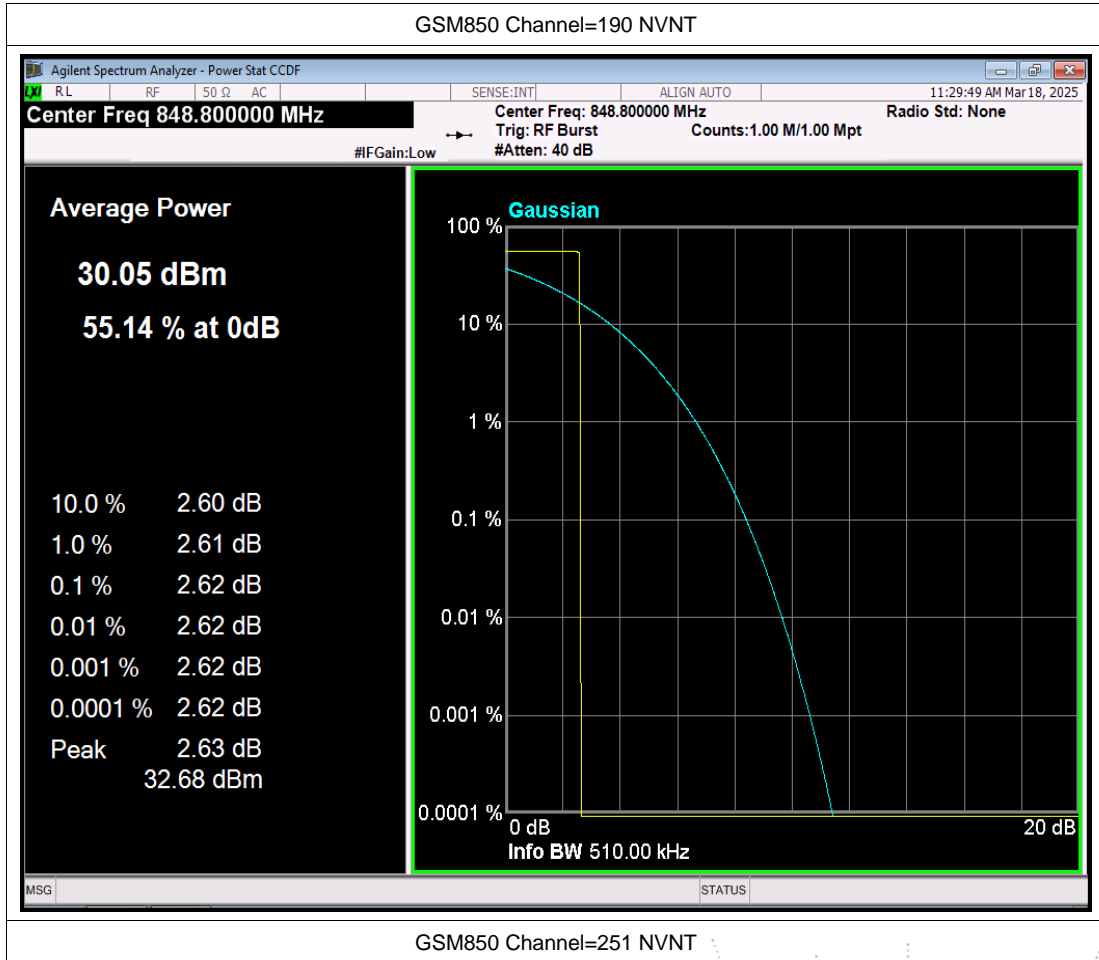 GSM850 Channel=190 NVNT
Agilent Spectrum Analyzer - Power Stat CCDF
LXI RL RF 50 Ω AC SENSE:INT ALIGN AUTO 11:29:49 AM Mar 18, 2025
Center Freq 848.800000 MHz
Center Freq: 848.800000 MHz Radio Std: None
Trig: RF Burst Counts:1.00 M/1.00 Mpt
#IFGain:Low #Atten: 40 dB
Average Power
30.05 dBm
55.14 % at 0dB
10.0 % 2.60 dB
1.0 % 2.61 dB
0.1 % 2.62 dB
0.01 % 2.62 dB
0.001 % 2.62 dB
0.0001 % 2.62 dB
Peak 2.63 dB
32.68 dBm
Gaussian
100 %
10 %
1 %
0.1 %
0.01 %
0.001 %
0.0001 %
0 dB 20 dB
Info BW 510.00 kHz
MSG STATUS
GSM850 Channel=251 NVNT